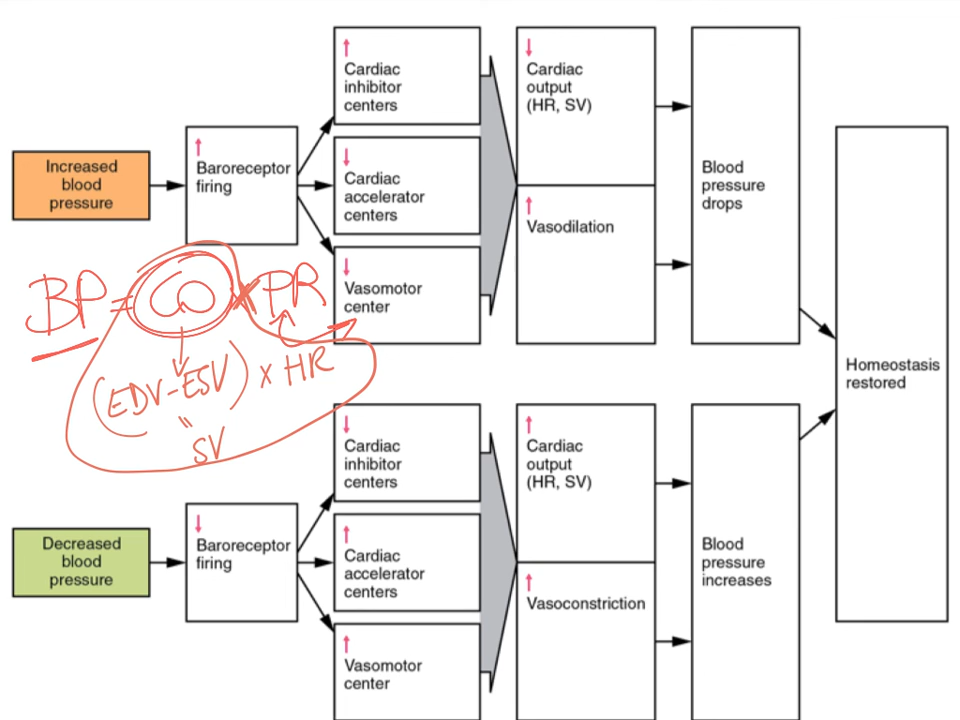 Increased
blood
pressure
↑
Baroreceptor
firing
↑
Cardiac
inhibitor
centers
↓
Cardiac
accelerator
centers
↓
Vasomotor
center
↓
Cardiac
output
(HR, SV)
↑
Vasodilation
Blood
pressure
drops
BP = CO x PR
(EDV-ESV) x HR
"
SV
Homeostasis
restored
Decreased
blood
pressure
↓
Baroreceptor
firing
↓
Cardiac
inhibitor
centers
↑
Cardiac
accelerator
centers
↑
Vasomotor
center
↑
Cardiac
output
(HR, SV)
↑
Vasoconstriction
Blood
pressure
increases